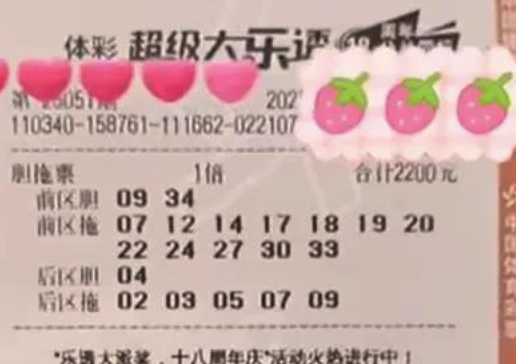 体彩 超级大乐透
第 25051期 202
110340-158761-111662-022107
胆拖票 1倍 合计2200元
前区胆 09 34
前区拖 07 12 14 17 18 19 20
22 24 27 30 33
后区胆 04
后区拖 02 03 05 07 09
"乐透大派奖，十八周年庆"活动火热进行中！